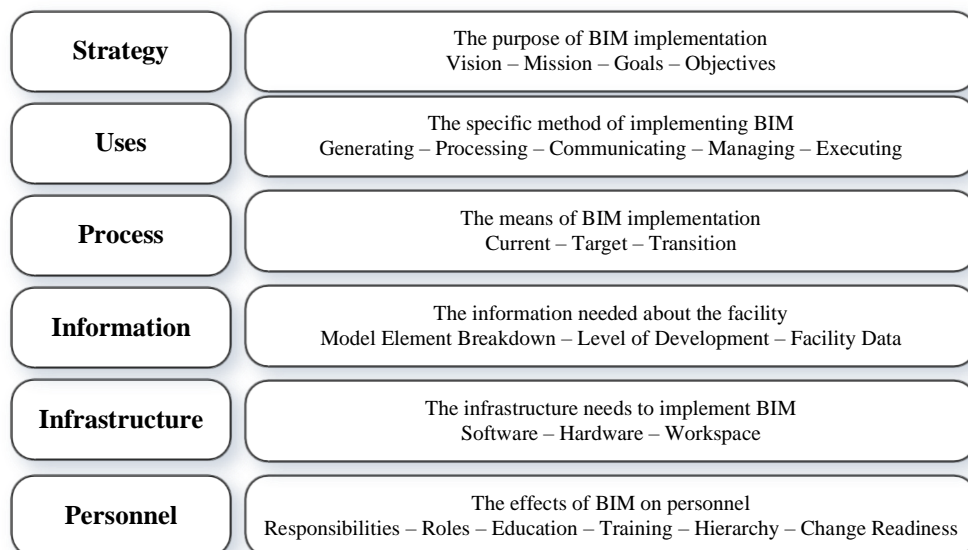 Strategy
The purpose of BIM implementation
Vision – Mission – Goals – Objectives
Uses
The specific method of implementing BIM
Generating – Processing – Communicating – Managing – Executing
Process
The means of BIM implementation
Current – Target – Transition
Information
The information needed about the facility
Model Element Breakdown – Level of Development – Facility Data
Infrastructure
The infrastructure needs to implement BIM
Software – Hardware – Workspace
Personnel
The effects of BIM on personnel
Responsibilities – Roles – Education – Training – Hierarchy – Change Readiness